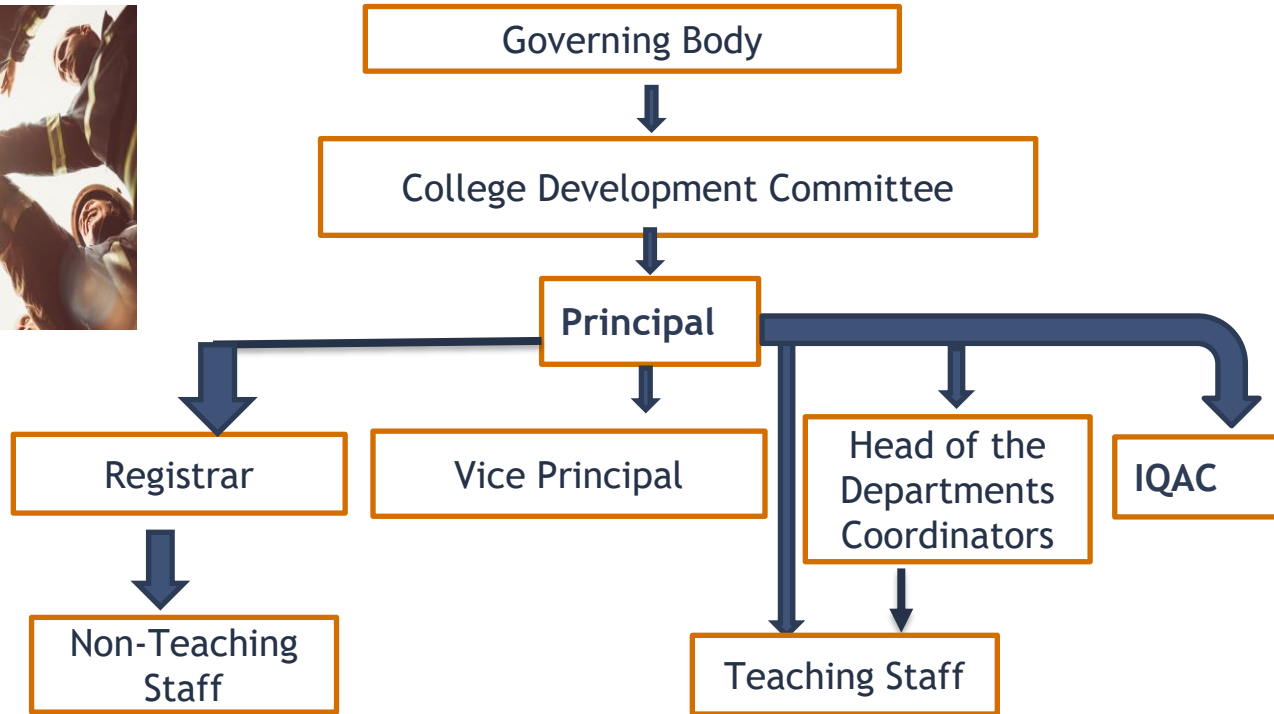 Governing Body
College Development Committee
Principal
Registrar
Vice Principal
Head of the
Departments
Coordinators
IQAC
Non-Teaching
Staff
Teaching Staff